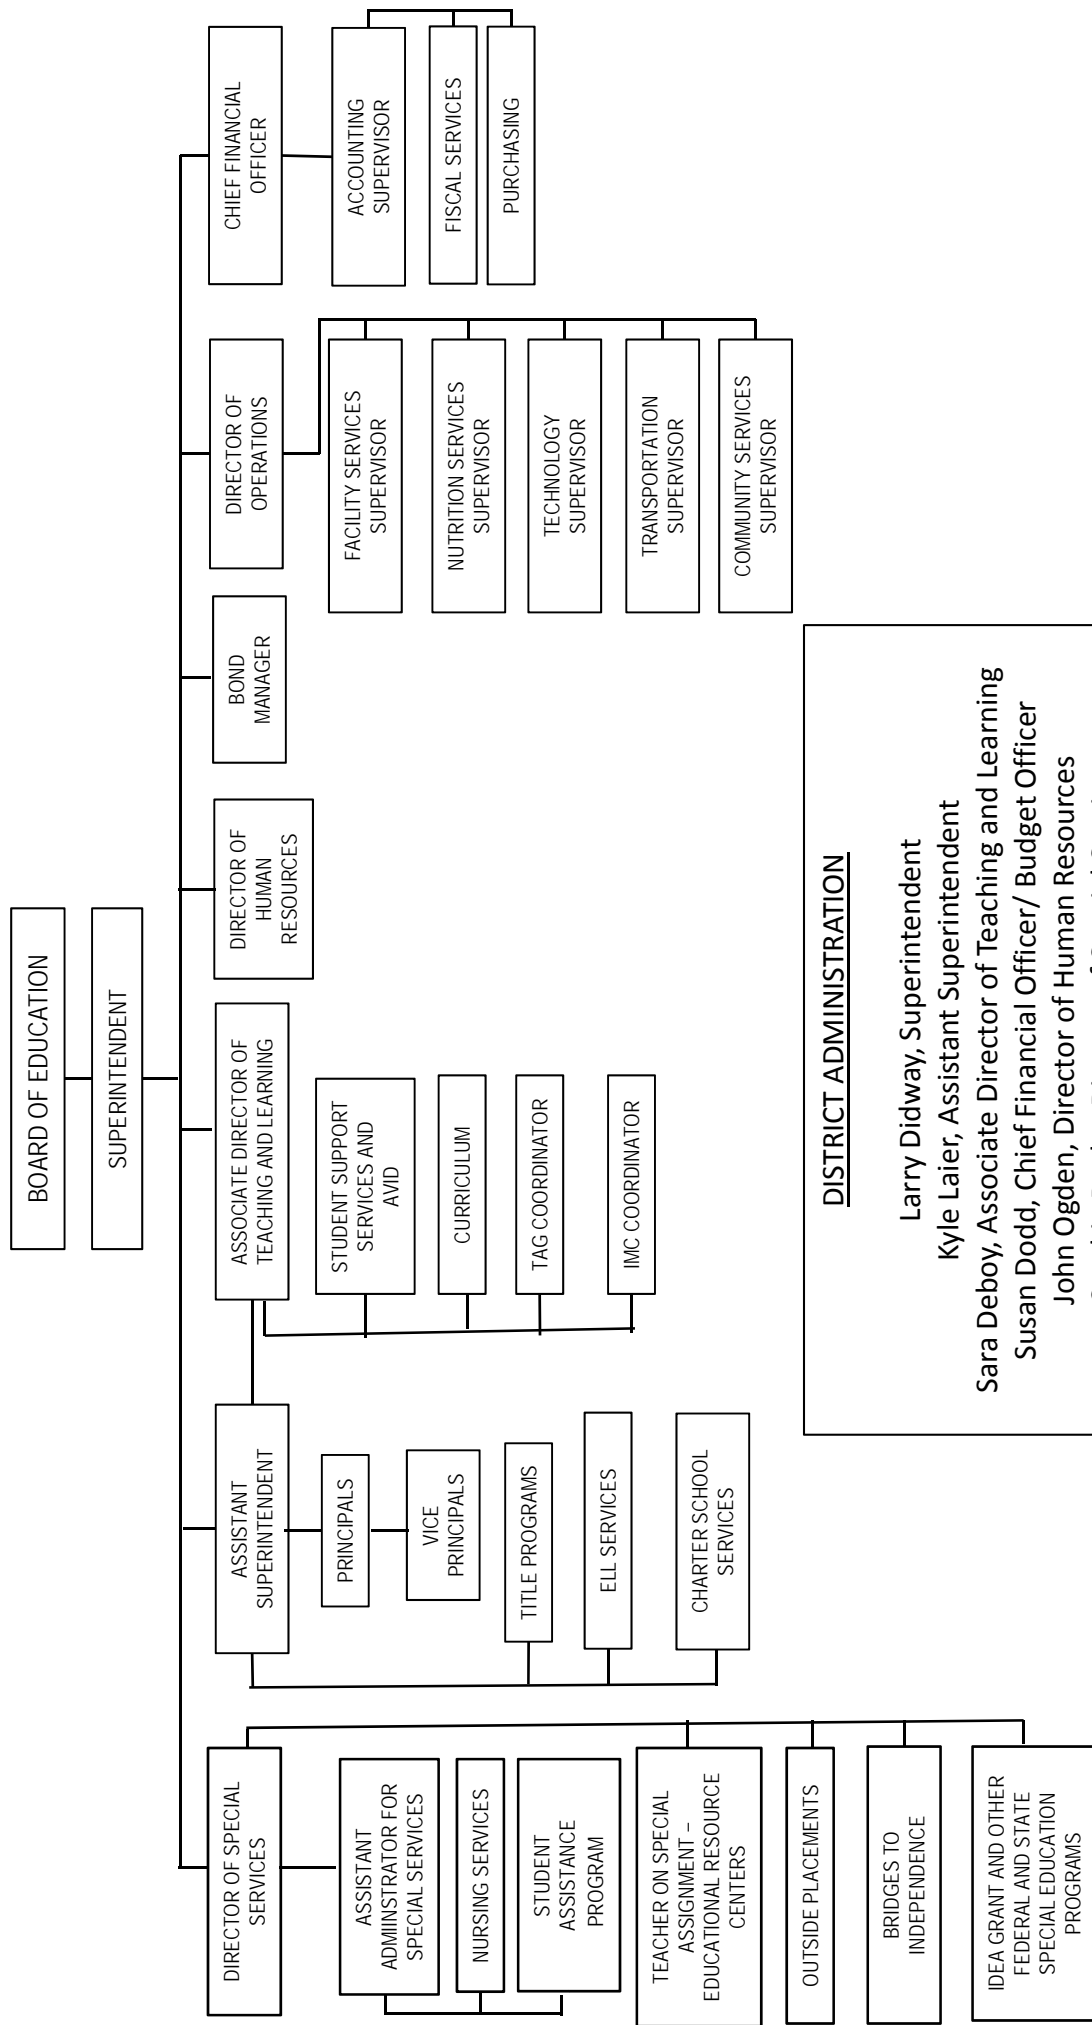 BOARD OF EDUCATION
SUPERINTENDENT
DIRECTOR OF SPECIAL
SERVICES
ASSISTANT
ADMINISTRATOR FOR
SPECIAL SERVICES
NURSING SERVICES
STUDENT
ASSISTANCE
PROGRAM
TEACHER ON SPECIAL
ASSIGNMENT –
EDUCATIONAL RESOURCE
CENTERS
OUTSIDE PLACEMENTS
BRIDGES TO
INDEPENDENCE
IDEA GRANT AND OTHER
FEDERAL AND STATE
SPECIAL EDUCATION
PROGRAMS
ASSISTANT
SUPERINTENDENT
PRINCIPALS
VICE
PRINCIPALS
TITLE PROGRAMS
ELL SERVICES
CHARTER SCHOOL
SERVICES
ASSOCIATE DIRECTOR OF
TEACHING AND LEARNING
STUDENT SUPPORT
SERVICES AND
AVID
CURRICULUM
TAG COORDINATOR
IMC COORDINATOR
DIRECTOR OF
HUMAN
RESOURCES
BOND
MANAGER
DIRECTOR OF
OPERATIONS
FACILITY SERVICES
SUPERVISOR
NUTRITION SERVICES
SUPERVISOR
TECHNOLOGY
SUPERVISOR
TRANSPORTATION
SUPERVISOR
COMMUNITY SERVICES
SUPERVISOR
CHIEF FINANCIAL
OFFICER
ACCOUNTING
SUPERVISOR
FISCAL SERVICES
PURCHASING
DISTRICT ADMINISTRATION
Larry Didway, Superintendent
Kyle Laier, Assistant Superintendent
Sara Deboy, Associate Director of Teaching and Learning
Susan Dodd, Chief Financial Officer/ Budget Officer
John Ogden, Director of Human Resources